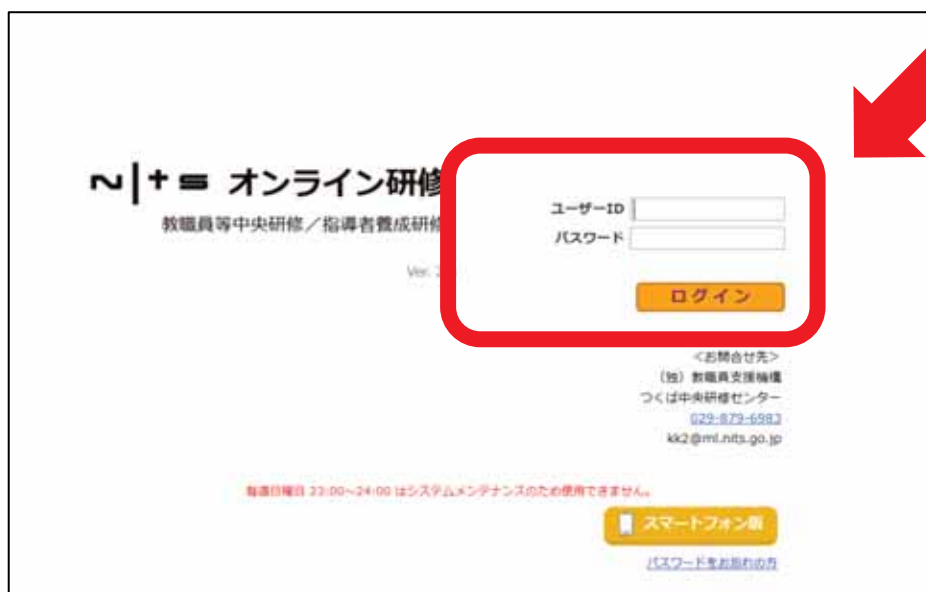 n|ts オンライン研修
教職員等中央研修／指導者養成研修
Ver. 2
ユーザーID
パスワード
ログイン
<お問合せ先>
（独）教職員支援機構
つくば中央研修センター
029-879-6983
kk2@ml.nits.go.jp
毎週日曜日 23:00～24:00 はシステムメンテナンスのため使用できません。
スマートフォン版
パスワードをお忘れの方